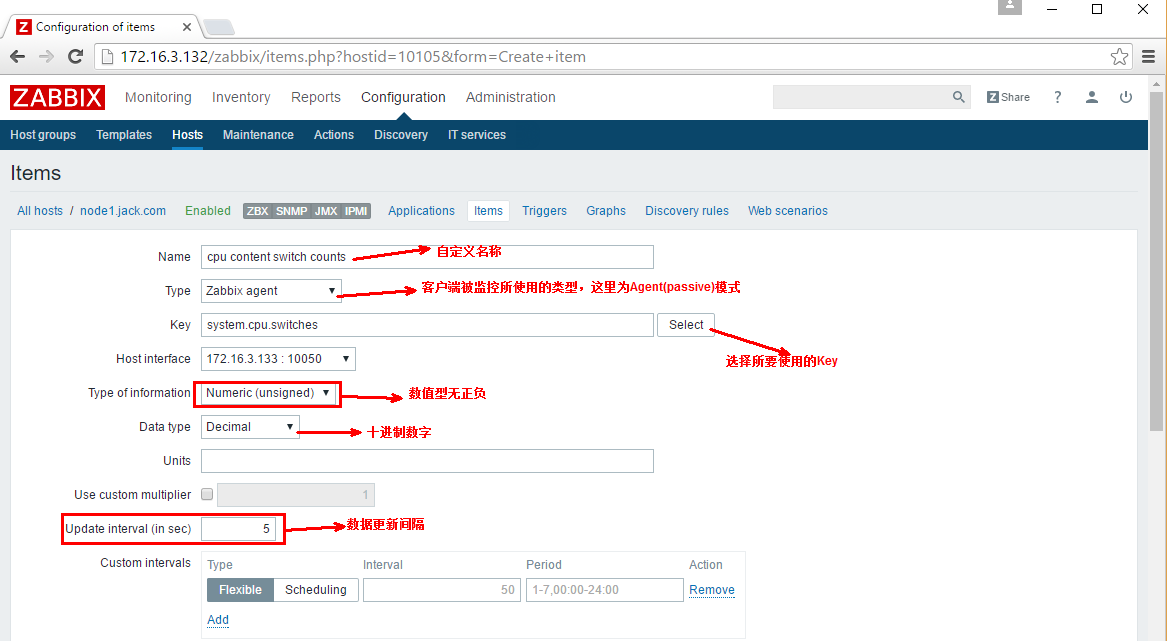 Configuration of items
172.16.3.132/zabbix/items.php?hostid=10105&form=Create+item
ZABBIX Monitoring Inventory Reports Configuration Administration Z Share ?
Host groups Templates Hosts Maintenance Actions Discovery IT services
Items
All hosts / node1.jack.com Enabled ZBX SNMP JMX IPMI Applications Items Triggers Graphs Discovery rules Web scenarios
Name cpu content switch counts 自定义名称
Type Zabbix agent 客户端被监控所使用的类型，这里为Agent(passive)模式
Key system.cpu.switches Select
选择所要使用的Key
Host interface 172.16.3.133 : 10050
Type of information Numeric (unsigned) 数值型无正负
Data type Decimal 十进制数字
Units
Use custom multiplier 1
Update interval (in sec) 5 数据更新间隔
Custom intervals Type Interval Period Action
Flexible Scheduling 50 1-7,00:00-24:00 Remove
Add